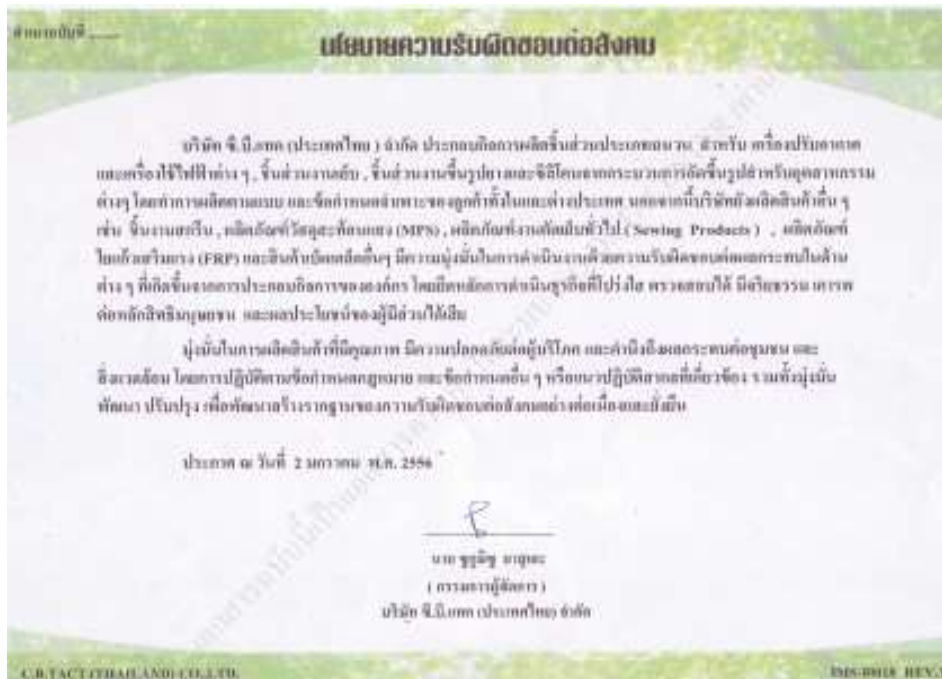 สำเนาฉบับที่ ......
นโยบายความรับผิดชอบต่อสังคม
บริษัท ซี.บี.แทค (ประเทศไทย ) จำกัด ประกอบกิจการผลิตชิ้นส่วนประเภทฉนวน สำหรับ เครื่องปรับอากาศ
และเครื่องใช้ไฟฟ้าต่าง ๆ , ชิ้นส่วนงานสลับ , ชิ้นส่วนงานขึ้นรูปยางและซิลิโคนจากกระบวนการอัดขึ้นรูปสำหรับอุตสาหกรรม
ต่างๆ โดยทำการผลิตตามแบบ และข้อกำหนดจำเพาะของลูกค้าทั้งในและต่างประเทศ นอกจากนี้บริษัทยังผลิตสินค้าอื่น ๆ
เช่น ชิ้นงานสกรีน , ผลิตภัณฑ์วัสดุสะท้อนแสง (MPS) , ผลิตภัณฑ์งานตัดเย็บทั่วไป ( Sewing Products ) , ผลิตภัณฑ์
ใยแก้วเสริมแรง (FRP) และสินค้าอื่นๆ มีความมุ่งมั่นในการดำเนินงานด้วยความรับผิดชอบต่อผลกระทบในด้าน
ต่าง ๆ ที่เกิดขึ้นจากการประกอบกิจการขององค์กร โดยยึดหลักการดำเนินธุรกิจที่โปร่งใส ตรวจสอบได้ มีจริยธรรม เคารพ
ต่อหลักสิทธิมนุษยชน และผลประโยชน์ของผู้มีส่วนได้เสีย
มุ่งมั่นในการผลิตสินค้าที่มีคุณภาพ มีความปลอดภัยต่อผู้บริโภค และคำนึงถึงผลกระทบต่อชุมชน และ
สิ่งแวดล้อม โดยการปฏิบัติตามข้อกำหนดกฎหมาย และข้อกำหนดอื่น ๆ หรือแนวปฏิบัติสากลที่เกี่ยวข้อง รวมทั้งมุ่งมั่น
พัฒนา ปรับปรุง เพื่อพัฒนาสร้างรากฐานของความรับผิดชอบต่อสังคมอย่างต่อเนื่องและยั่งยืน
ประกาศ ณ วันที่ 2 มกราคม พ.ศ. 2556
นาย
( กรรมการผู้จัดการ )
บริษัท ซี.บี.แทค (ประเทศไทย) จำกัด
C.B.TACT (THAILAND) CO.,LTD.